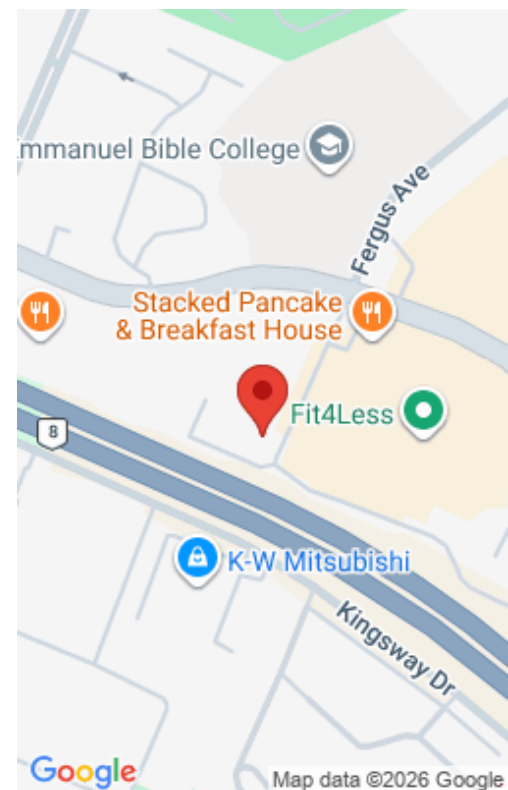 mmanuel Bible College
Fergus Ave
Stacked Pancake
& Breakfast House
Fit4Less
8
K-W Mitsubishi
Kingsway Dr
Google
Map data ©2026 Google